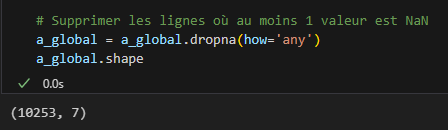 # Supprimer les lignes où au moins 1 valeur est NaN
a_global = a_global.dropna(how='any')
a_global.shape
0.0s
(10253, 7)